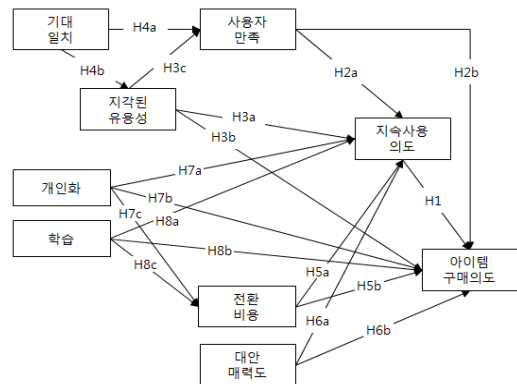 기대
일치
H4a
사용자
만족
H4b
H3c
H2a
H2b
지각된
유용성
H3a
H3b
지속사용
의도
H7a
개인화
H7b
H7c
H8a
H1
학습
H8b
H8c
아이템
구매의도
H5a
전환
비용
H5b
H6a
H6b
대안
매력도